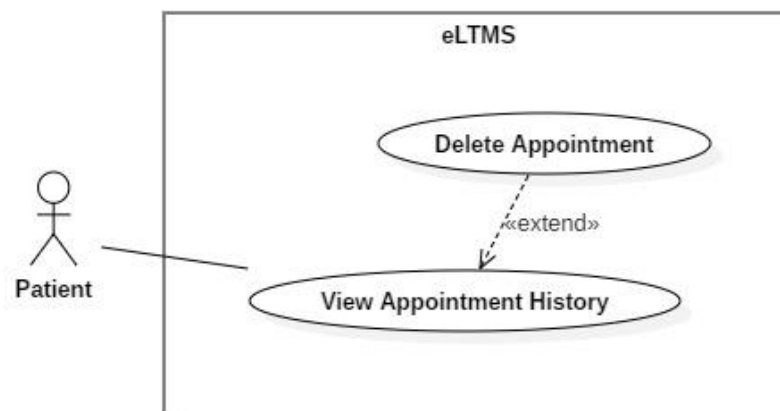 eLTMS
Delete Appointment
«extend»
Patient
View Appointment History